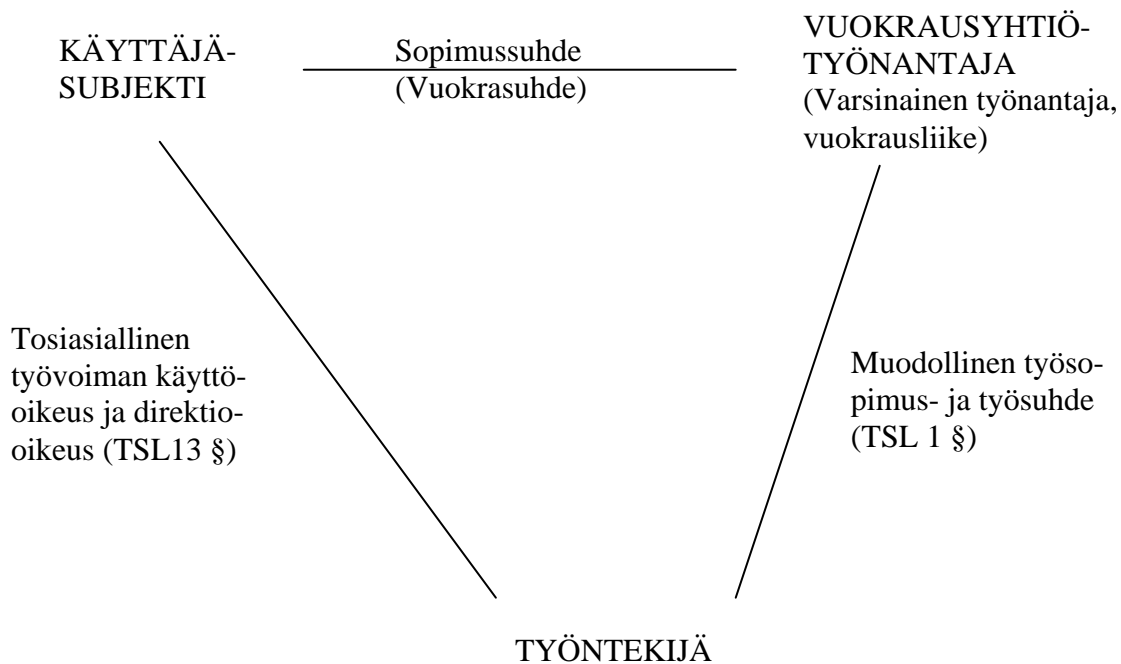 KÄYTTÄJÄ-
SUBJEKTI
Sopimussuhde
(Vuokrasuhde)
VUOKRAUSYHTIÖ-
TYÖNANTAJA
(Varsinainen työnantaja,
vuokrausliike)
Tosiasiallinen
työvoiman käyttö-
oikeus ja direktio-
oikeus (TSL13 §)
Muodollinen työso-
pimus- ja työsuhde
(TSL 1 §)
TYÖNTEKIJÄ